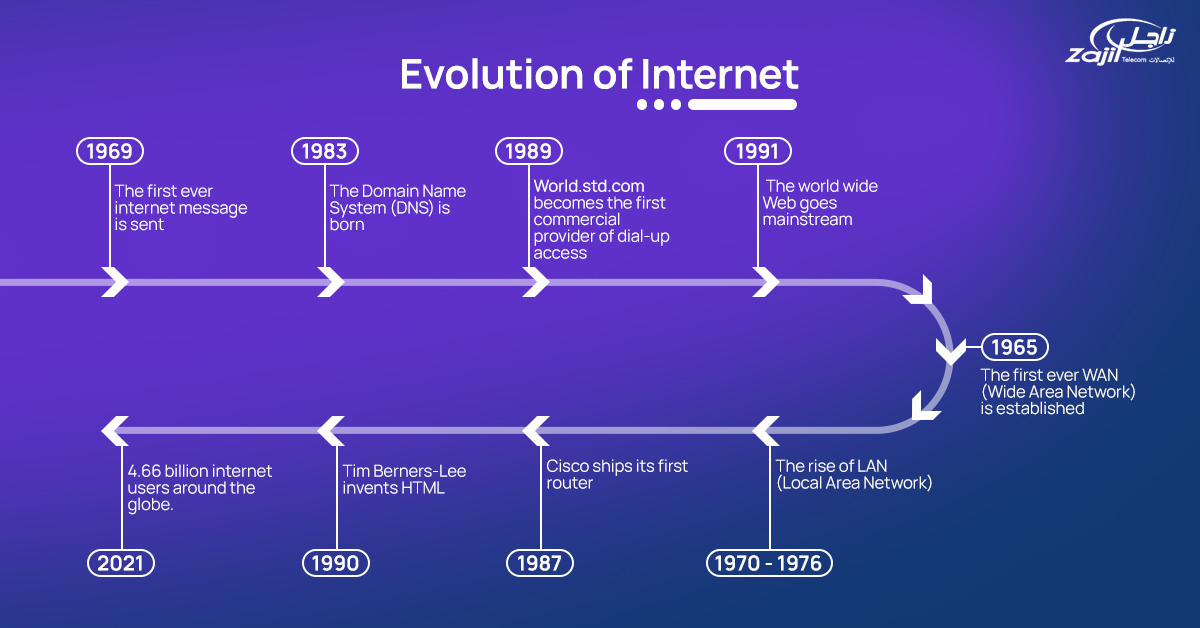 Evolution of Internet
زاجل
zajil
Telecom للإتصالات
1969
The first ever
internet message
is sent
1983
The Domain Name
System (DNS) is
born
1989
World.std.com
becomes the first
commercial
provider of dial-up
access
1991
The world wide
Web goes
mainstream
1965
The first ever WAN
(Wide Area Network)
is established
The rise of LAN
(Local Area Network)
1970 - 1976
Cisco ships its first
router
1987
Tim Berners-Lee
invents HTML
1990
4.66 billion internet
users around the
globe.
2021